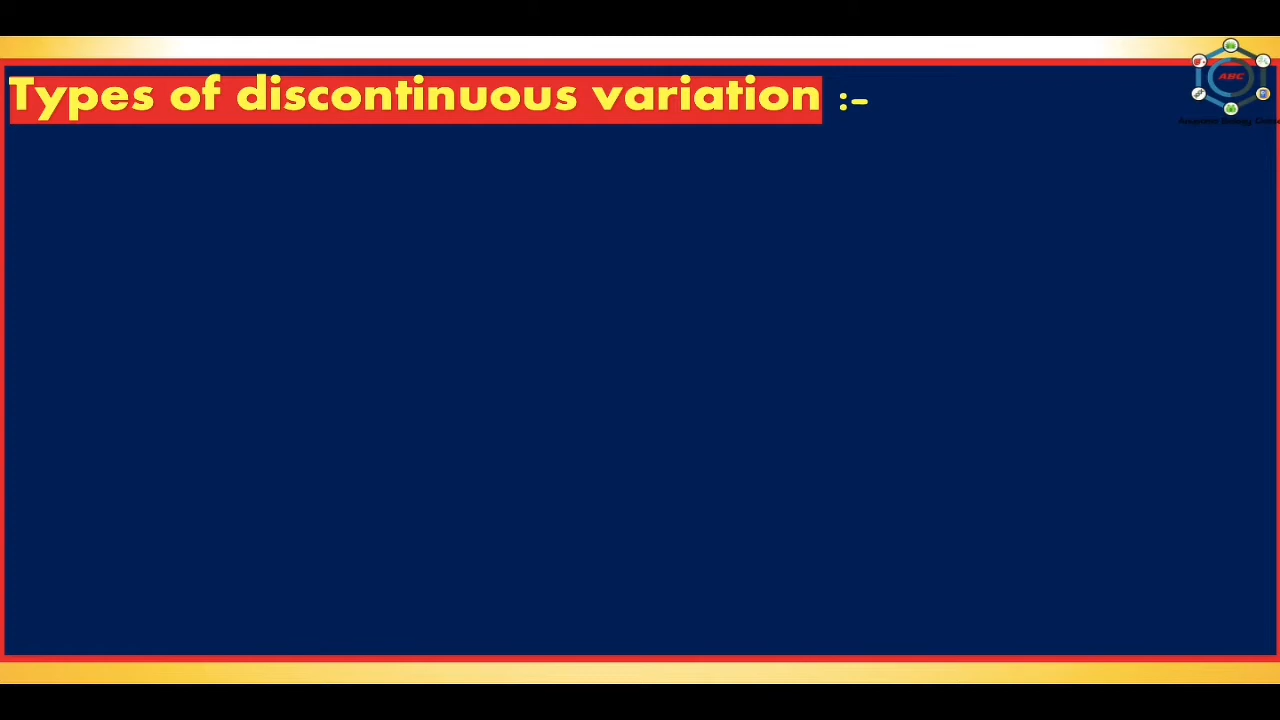 Types of discontinuous variation :-
ABC